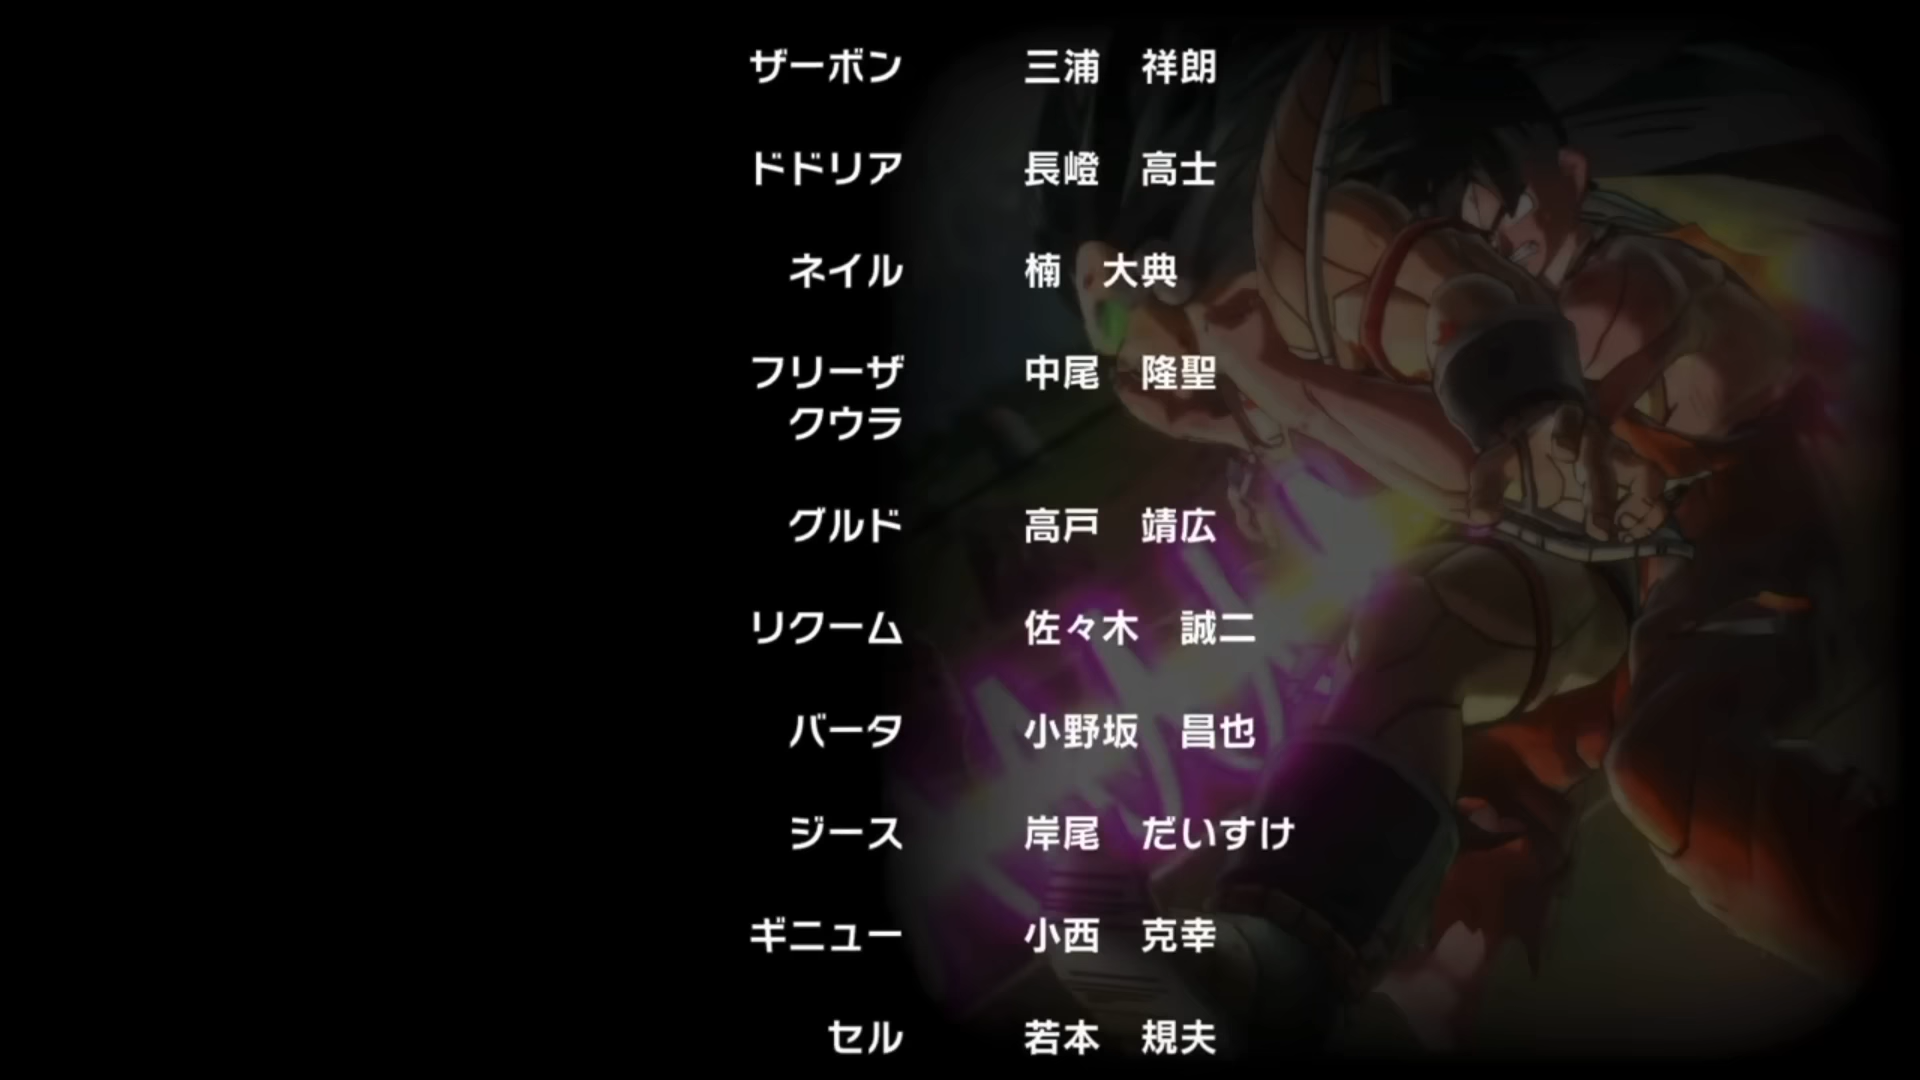 ザーボン　三浦　祥朗
ドドリア　長嶝　高士
ネイル　楠　大典
フリーザ　中尾　隆聖
クウラ
グルド　高戸　靖広
リクーム　佐々木　誠二
バータ　小野坂　昌也
ジース　岸尾　だいすけ
ギニュー　小西　克幸
セル　若本　規夫